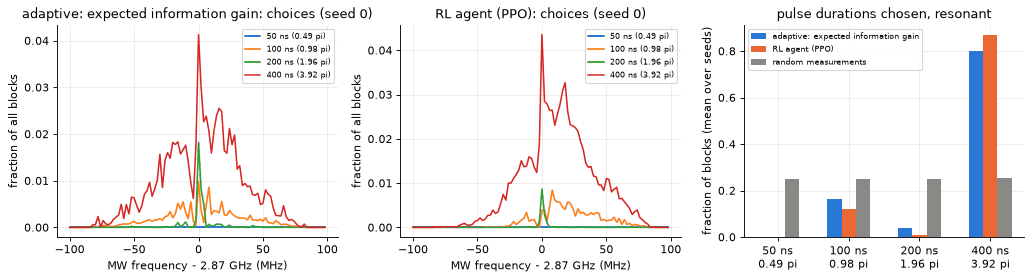 adaptive: expected information gain: choices (seed 0)
fraction of all blocks
0.04
0.03
0.02
0.01
0.00
50 ns (0.49 pi)
100 ns (0.98 pi)
200 ns (1.96 pi)
400 ns (3.92 pi)
−100
−50
0
50
100
MW frequency - 2.87 GHz (MHz)
RL agent (PPO): choices (seed 0)
fraction of all blocks
0.04
0.03
0.02
0.01
0.00
50 ns (0.49 pi)
100 ns (0.98 pi)
200 ns (1.96 pi)
400 ns (3.92 pi)
−100
−50
0
50
100
MW frequency - 2.87 GHz (MHz)
pulse durations chosen, resonant
fraction of blocks (mean over seeds)
0.8
0.6
0.4
0.2
0.0
adaptive: expected information gain
RL agent (PPO)
random measurements
50 ns
0.49 pi
100 ns
0.98 pi
200 ns
1.96 pi
400 ns
3.92 pi